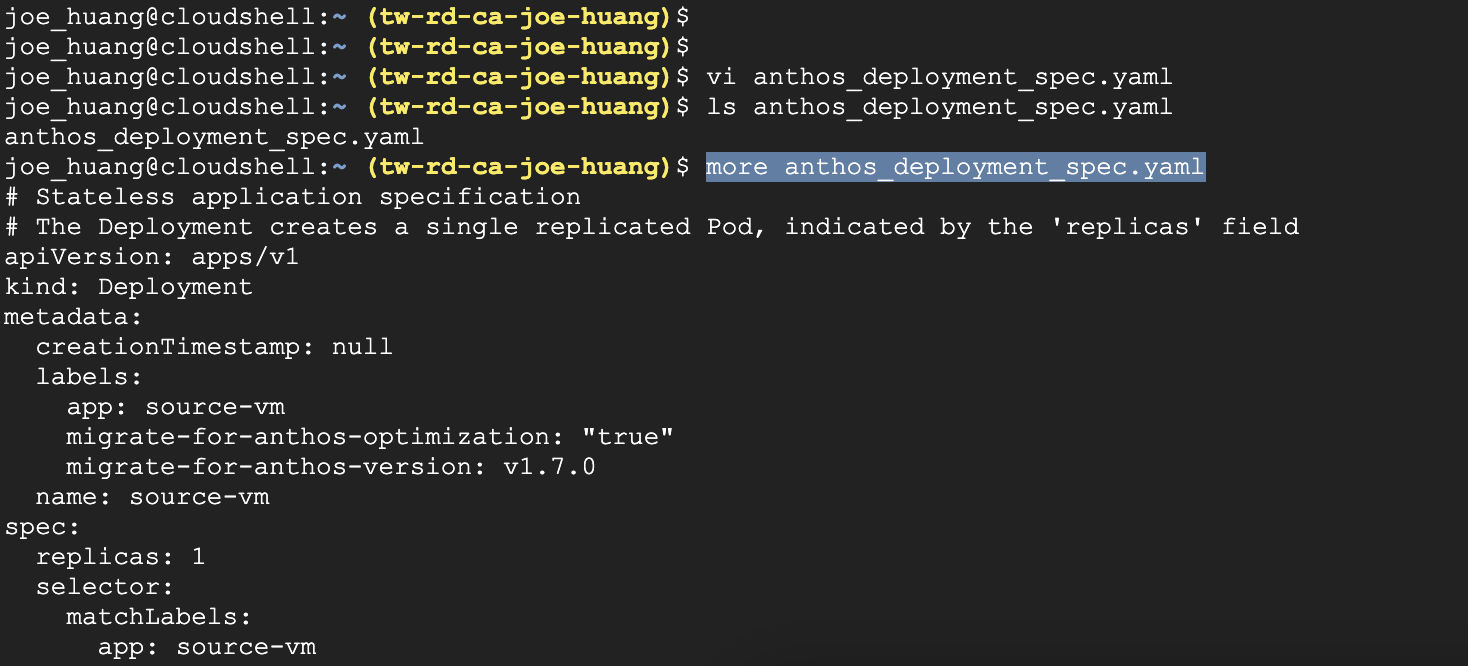 joe_huang@cloudshell:~ (tw-rd-ca-joe-huang)$
joe_huang@cloudshell:~ (tw-rd-ca-joe-huang)$
joe_huang@cloudshell:~ (tw-rd-ca-joe-huang)$ vi anthos_deployment_spec.yaml
joe_huang@cloudshell:~ (tw-rd-ca-joe-huang)$ ls anthos_deployment_spec.yaml
anthos_deployment_spec.yaml
joe_huang@cloudshell:~ (tw-rd-ca-joe-huang)$ more anthos_deployment_spec.yaml
# Stateless application specification
# The Deployment creates a single replicated Pod, indicated by the 'replicas' field
apiVersion: apps/v1
kind: Deployment
metadata:
  creationTimestamp: null
  labels:
    app: source-vm
    migrate-for-anthos-optimization: "true"
    migrate-for-anthos-version: v1.7.0
  name: source-vm
spec:
  replicas: 1
  selector:
    matchLabels:
      app: source-vm